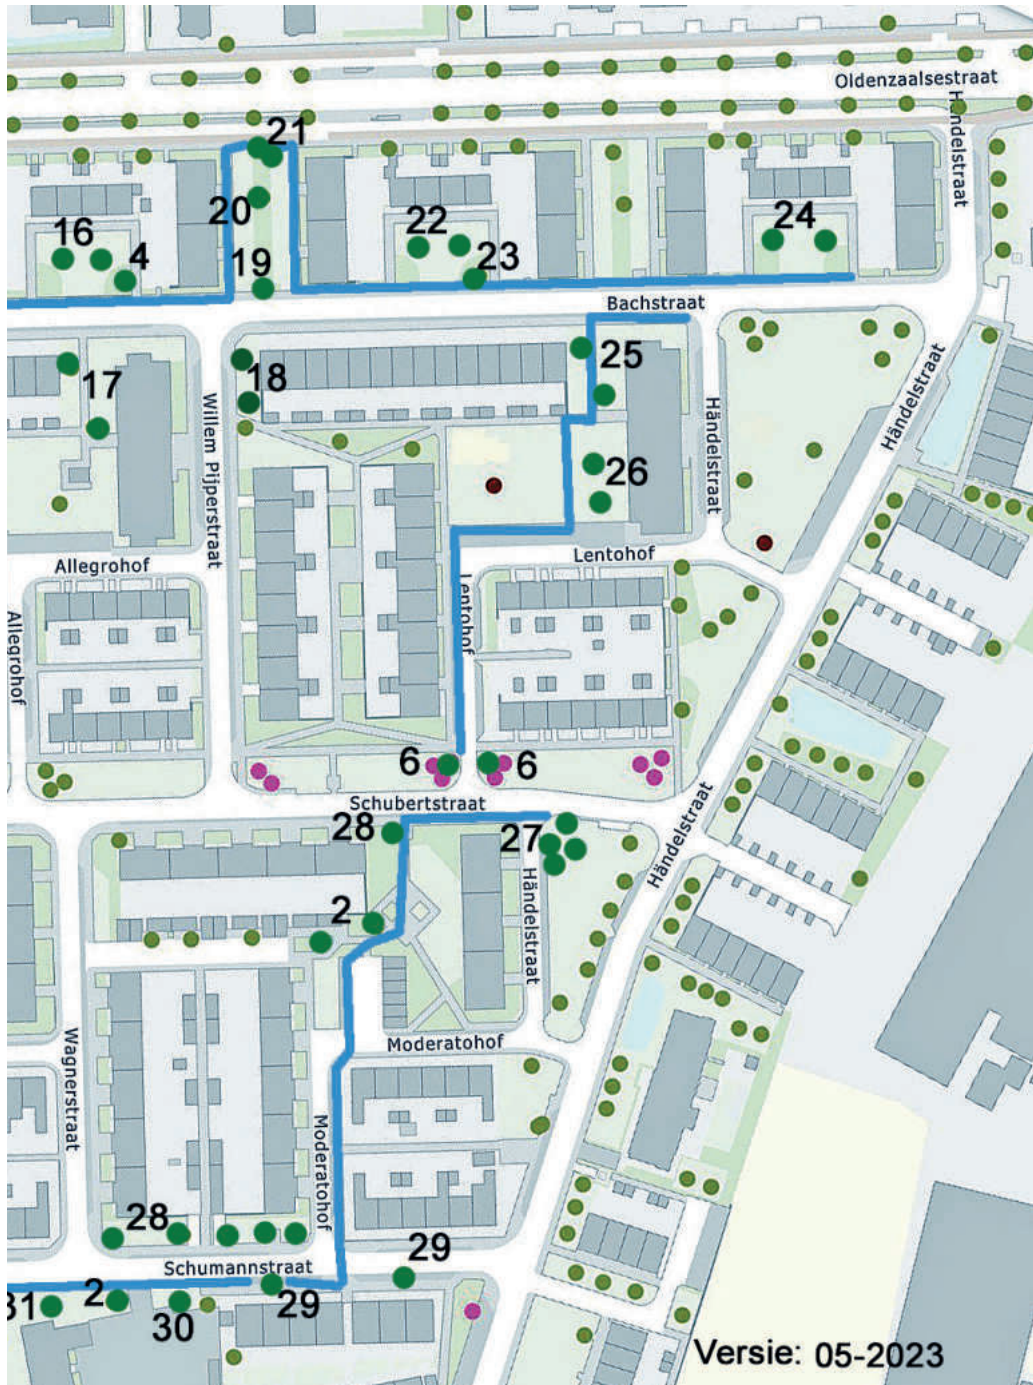 Oldenzaalsestraat
Händelstraat
21
20
16
4
19
22
23
24
Bachstraat
17
18
25
Willem Pijperstraat
Händelstraat
Händelstraat
26
Allegrohof
Lentohof
Allegrohof
Lentohof
6
6
Schubertstraat
28
27
Händelstraat
Händelstraat
2
Moderatohof
Wagnerstraat
Moderatohof
28
Schumannstraat
29
31
2
30
29
Versie: 05-2023